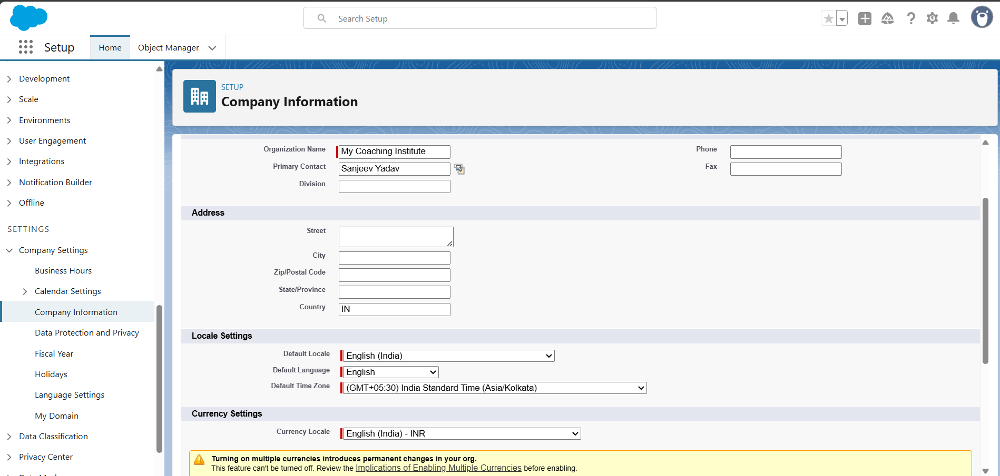 Search Setup
Setup
Home
Object Manager
Development
Scale
Environments
User Engagement
Integrations
Notification Builder
Offline
SETTINGS
Company Settings
Business Hours
Calendar Settings
Company Information
Data Protection and Privacy
Fiscal Year
Holidays
Language Settings
My Domain
Data Classification
Privacy Center
SETUP
Company Information
Organization Name My Coaching Institute
Phone
Primary Contact Sanjeev Yadav
Fax
Division
Address
Street
City
Zip/Postal Code
State/Province
Country IN
Locale Settings
Default Locale English (India)
Default Language English
Default Time Zone (GMT+05:30) India Standard Time (Asia/Kolkata)
Currency Settings
Currency Locale English (India) - INR
Turning on multiple currencies introduces permanent changes in your org.
This feature can't be turned off. Review the Implications of Enabling Multiple Currencies before enabling.